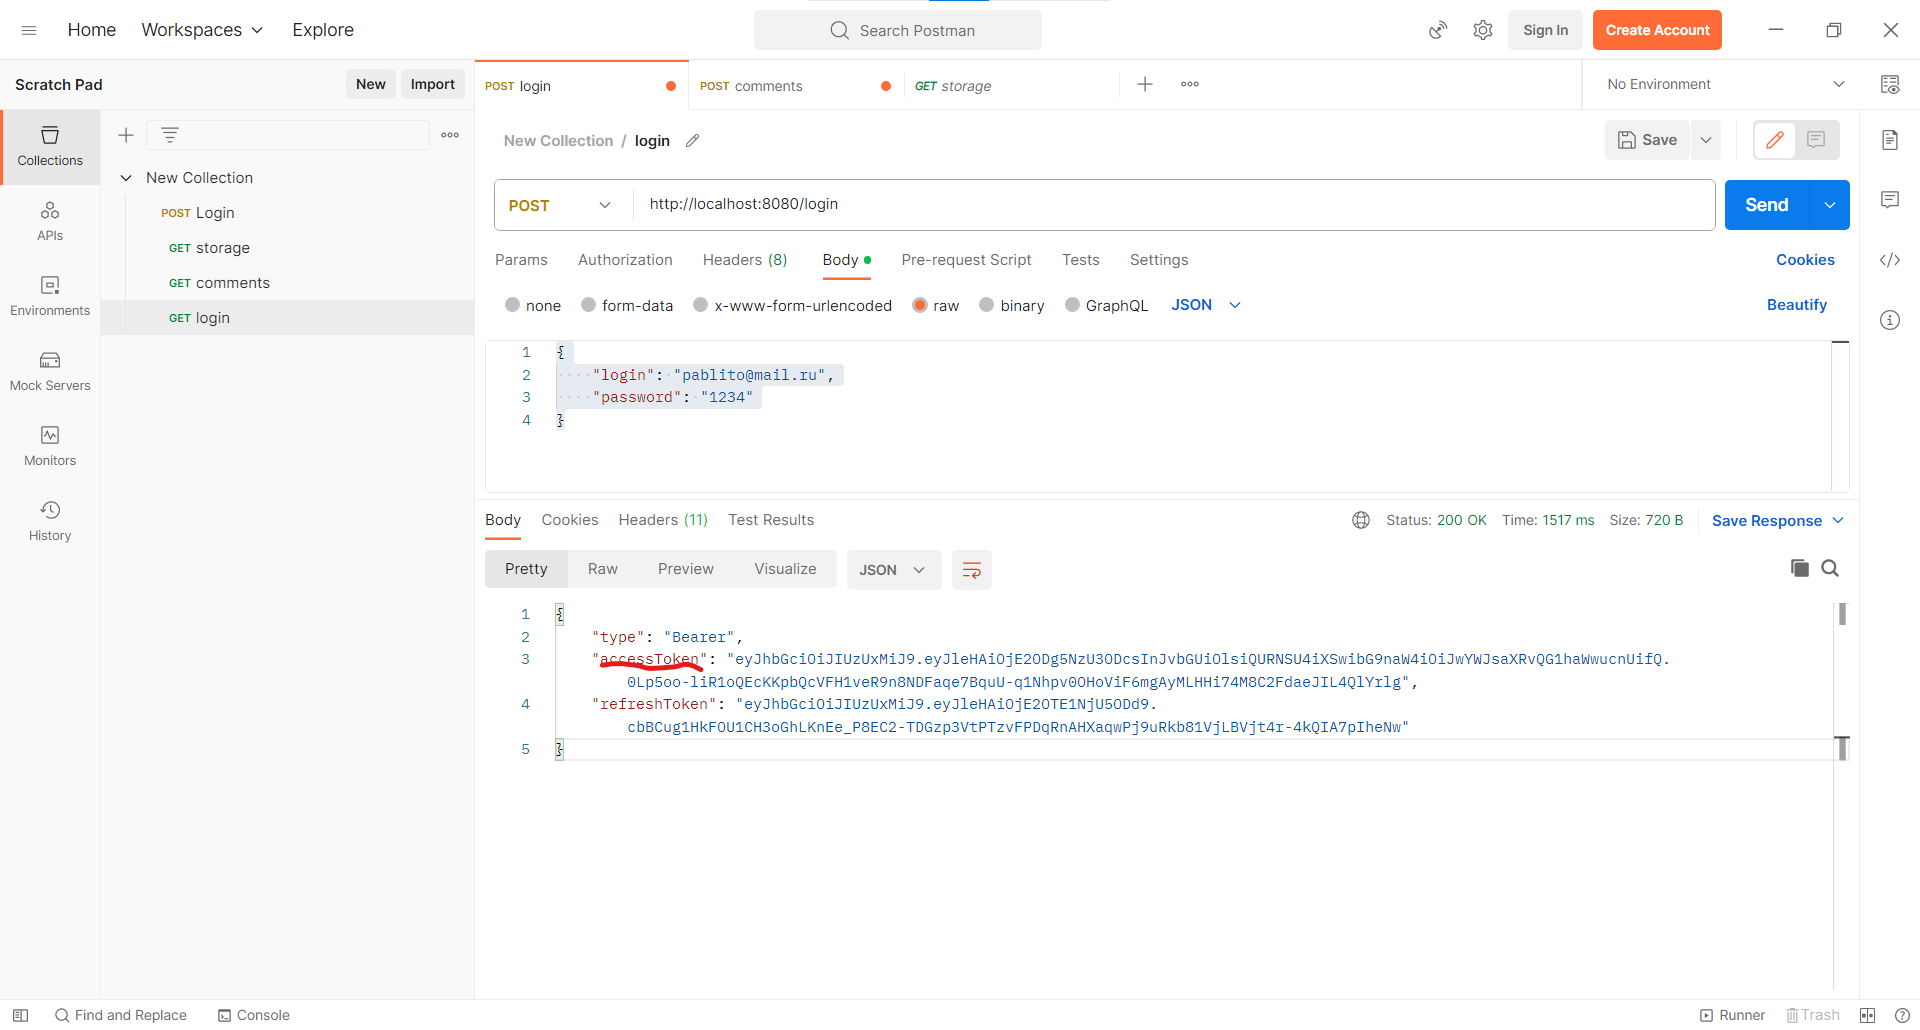 Home Workspaces Explore Search Postman Sign In Create Account
Scratch Pad New Import
POST login POST comments GET storage No Environment
Collections
APIs
Environments
Mock Servers
Monitors
History
New Collection
POST Login
GET storage
GET comments
GET login
New Collection / login Save
POST http://localhost:8080/login Send
Params Authorization Headers (8) Body Pre-request Script Tests Settings Cookies
none form-data x-www-form-urlencoded raw binary GraphQL JSON Beautify
1 {
2 "login": "pablito@mail.ru",
3 "password": "1234"
4 }
Body Cookies Headers (11) Test Results Status: 200 OK Time: 1517 ms Size: 720 B Save Response
Pretty Raw Preview Visualize JSON
1 {
2 "type": "Bearer",
3 "accessToken": "eyJhbGciOiJIUzUxMiJ9.eyJleHAiOjE2ODg5NzU3ODcsInJvbGUiOlsiQURNSU4iXSwibG9naW4iOiJwYWJsaXRvQG1haWwucnUifQ.
0Lp5oo-liR1oQEcKKpbQcVFH1veR9n8NDFaqe7BquU-q1Nhpv0OHoViF6mgAyMLHHi74M8C2FdaeJIL4QlYrlg",
4 "refreshToken": "eyJhbGciOiJIUzUxMiJ9.eyJleHAiOjE2OTE1NjU5ODd9.
cbBCug1HkFOU1CH3oGhLKnEe_P8EC2-TDGzp3VtPTzvFPDqRnAHXaqwPj9uRkb81VjLBVjt4r-4kQIA7pIheNw"
5 }
Find and Replace Console Runner Trash